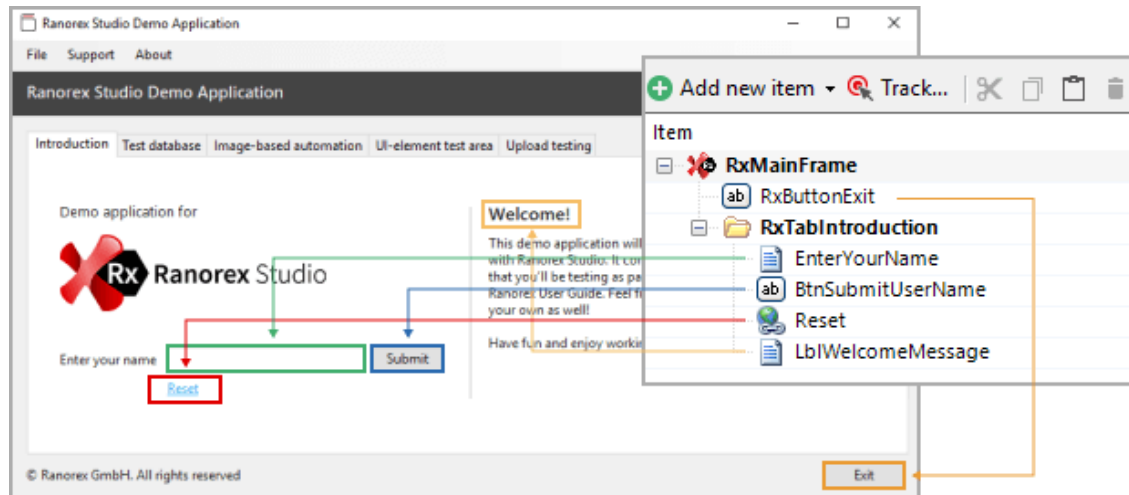 Ranorex Studio Demo Application
File Support About
Ranorex Studio Demo Application
Introduction Test database Image-based automation UI-element test area Upload testing
Demo application for
Rx Ranorex Studio
Enter your name
Submit
Reset
Welcome!
This demo application will
with Ranorex Studio. It
that you'll be testing as
Ranorex User Guide. Feel
your own as well!
Have fun and enjoy
© Ranorex GmbH. All rights reserved
Exit
Add new item Track...
Item
RxMainFrame
ab RxButtonExit
RxTabIntroduction
EnterYourName
ab BtnSubmitUserName
Reset
LblWelcomeMessage